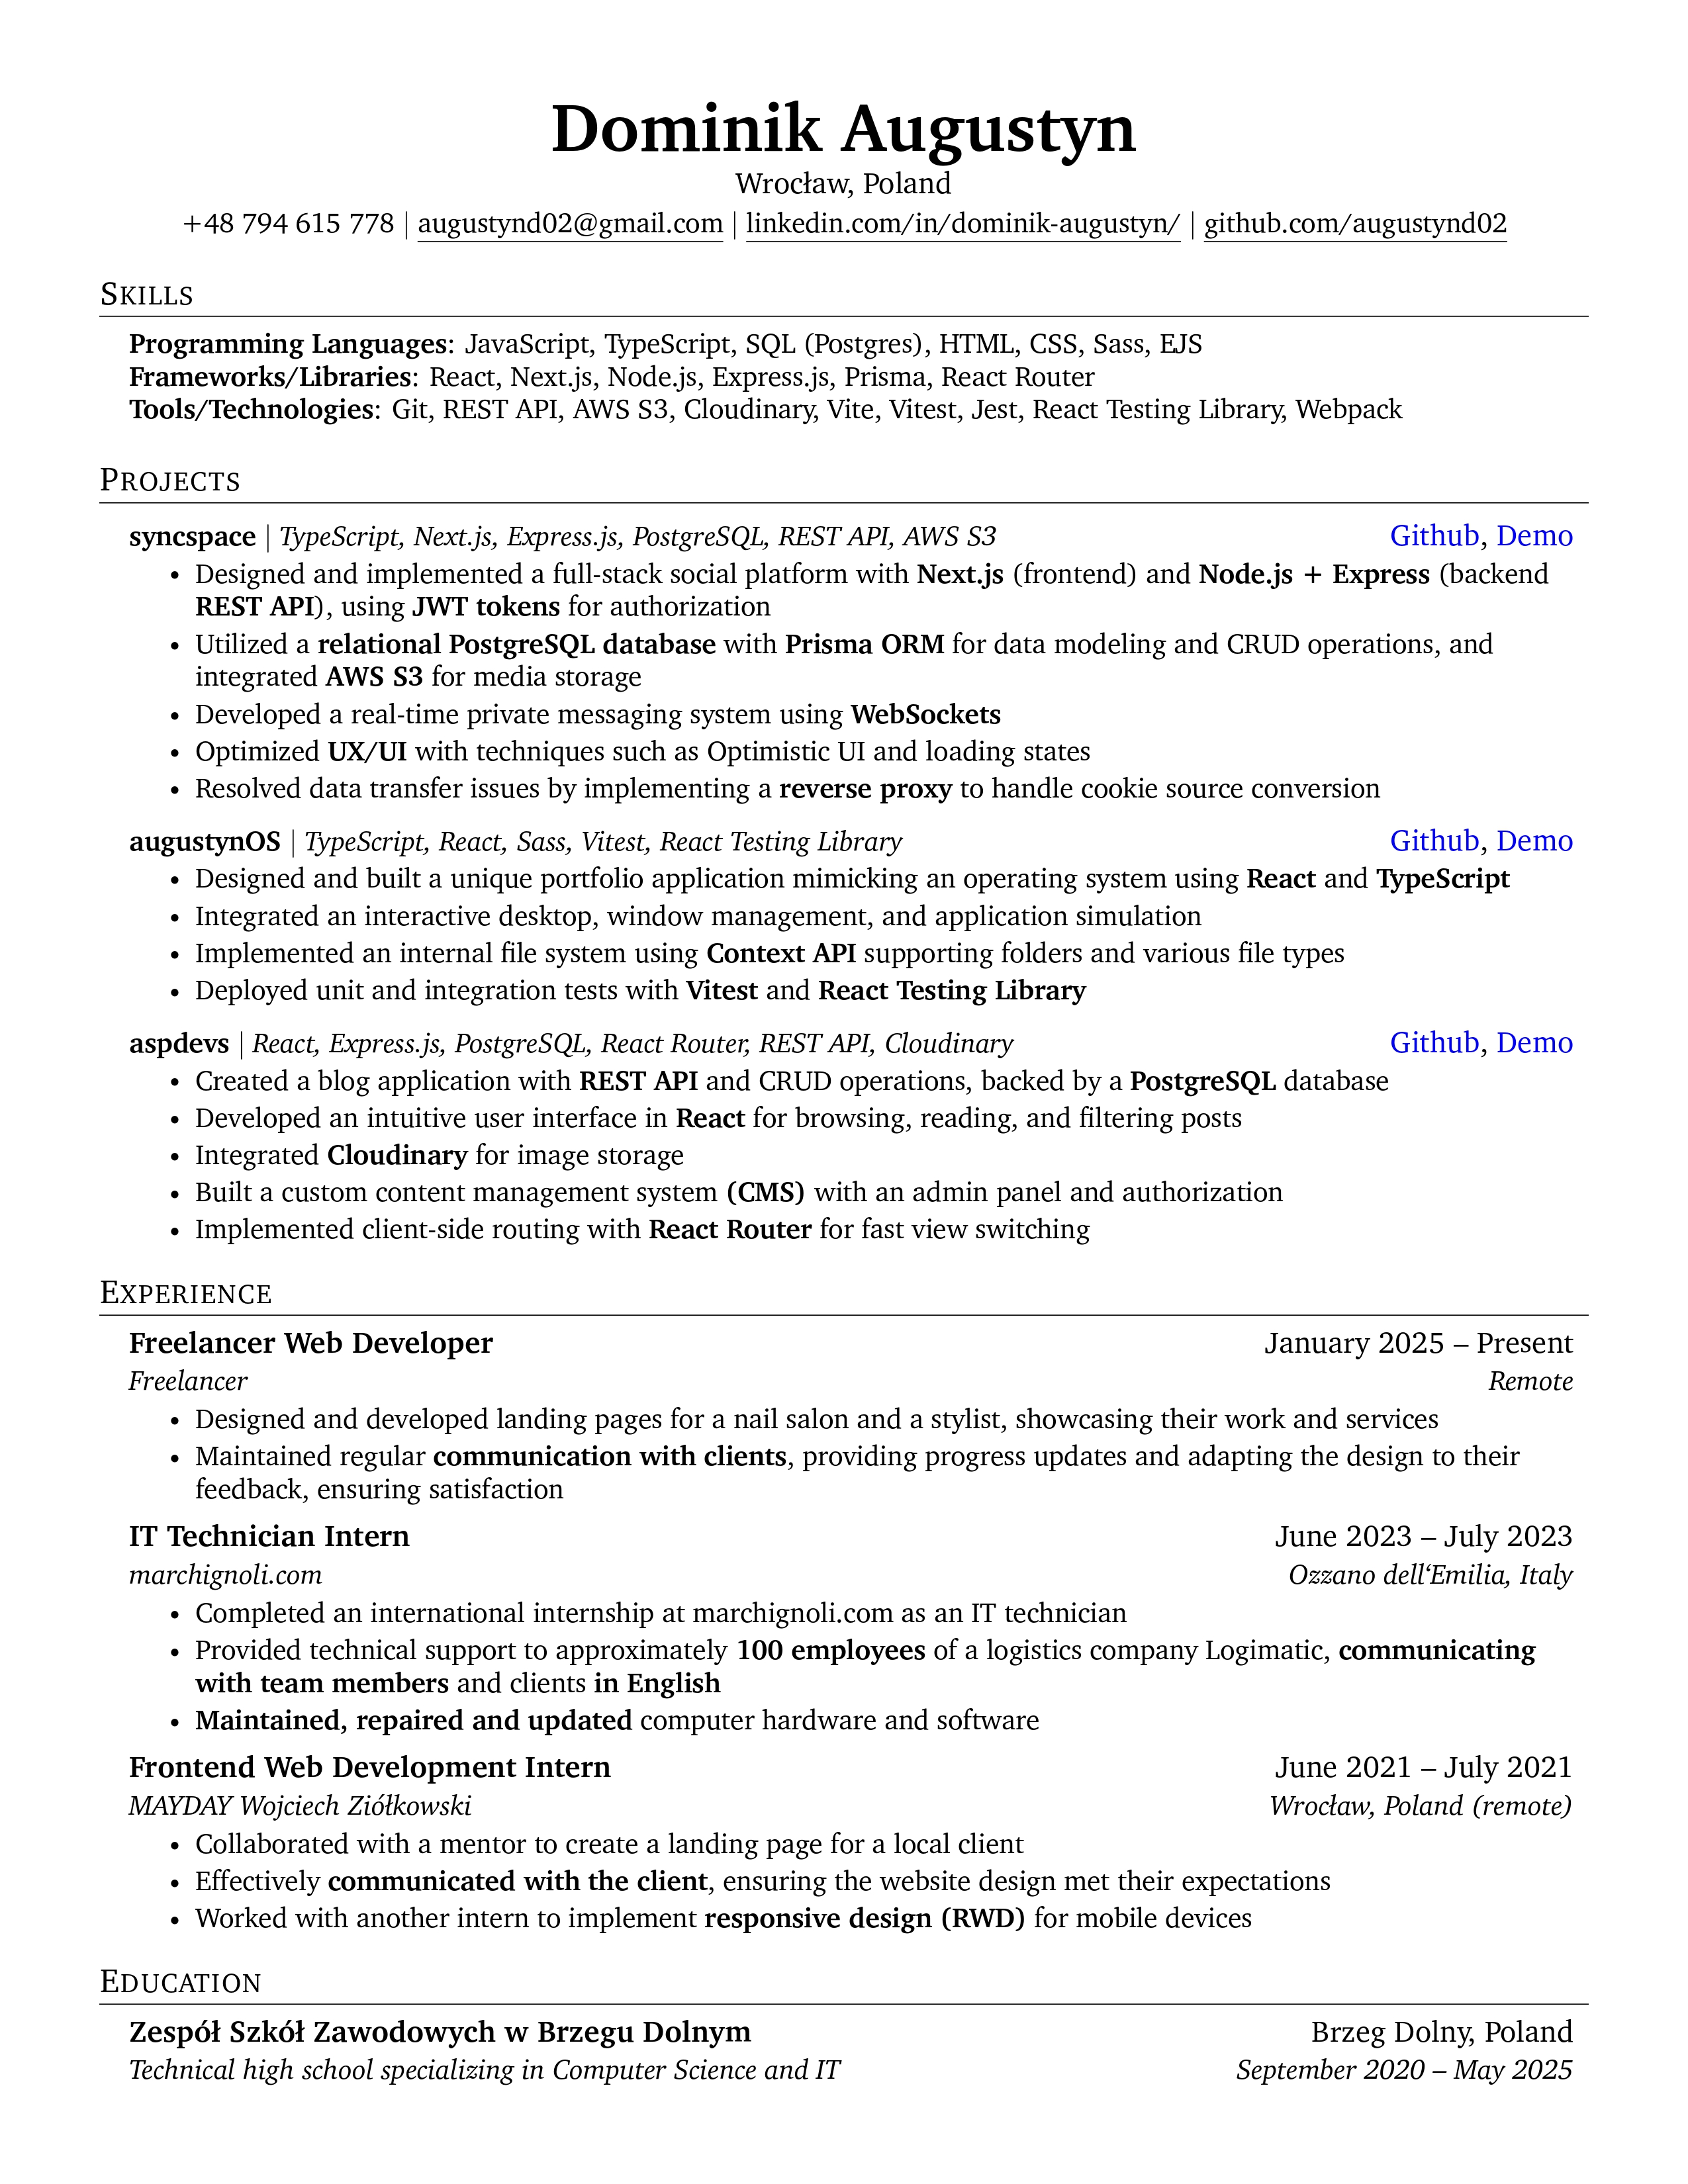 Dominik Augustyn
Wrocław, Poland
+48 794 615 778 | augustynd02@gmail.com | linkedin.com/in/dominik-augustyn/ | github.com/augustynd02
SKILLS
Programming Languages: JavaScript, TypeScript, SQL (Postgres), HTML, CSS, Sass, EJS
Frameworks/Libraries: React, Next.js, Node.js, Express.js, Prisma, React Router
Tools/Technologies: Git, REST API, AWS S3, Cloudinary, Vite, Vitest, Jest, React Testing Library, Webpack
PROJECTS
syncspace | TypeScript, Next.js, Express.js, PostgreSQL, REST API, AWS S3 Github, Demo
• Designed and implemented a full-stack social platform with Next.js (frontend) and Node.js + Express (backend
REST API), using JWT tokens for authorization
• Utilized a relational PostgreSQL database with Prisma ORM for data modeling and CRUD operations, and
integrated AWS S3 for media storage
• Developed a real-time private messaging system using WebSockets
• Optimized UX/UI with techniques such as Optimistic UI and loading states
• Resolved data transfer issues by implementing a reverse proxy to handle cookie source conversion
augustynOS | TypeScript, React, Sass, Vitest, React Testing Library Github, Demo
• Designed and built a unique portfolio application mimicking an operating system using React and TypeScript
• Integrated an interactive desktop, window management, and application simulation
• Implemented an internal file system using Context API supporting folders and various file types
• Deployed unit and integration tests with Vitest and React Testing Library
aspdevs | React, Express.js, PostgreSQL, React Router, REST API, Cloudinary Github, Demo
• Created a blog application with REST API and CRUD operations, backed by a PostgreSQL database
• Developed an intuitive user interface in React for browsing, reading, and filtering posts
• Integrated Cloudinary for image storage
• Built a custom content management system (CMS) with an admin panel and authorization
• Implemented client-side routing with React Router for fast view switching
EXPERIENCE
Freelancer Web Developer January 2025 – Present
Freelancer Remote
• Designed and developed landing pages for a nail salon and a stylist, showcasing their work and services
• Maintained regular communication with clients, providing progress updates and adapting the design to their
feedback, ensuring satisfaction
IT Technician Intern June 2023 – July 2023
marchignoli.com Ozzano dell‘Emilia, Italy
• Completed an international internship at marchignoli.com as an IT technician
• Provided technical support to approximately 100 employees of a logistics company Logimatic, communicating
with team members and clients in English
• Maintained, repaired and updated computer hardware and software
Frontend Web Development Intern June 2021 – July 2021
MAYDAY Wojciech Ziółkowski Wrocław, Poland (remote)
• Collaborated with a mentor to create a landing page for a local client
• Effectively communicated with the client, ensuring the website design met their expectations
• Worked with another intern to implement responsive design (RWD) for mobile devices
EDUCATION
Zespół Szkół Zawodowych w Brzegu Dolnym Brzeg Dolny, Poland
Technical high school specializing in Computer Science and IT September 2020 – May 2025